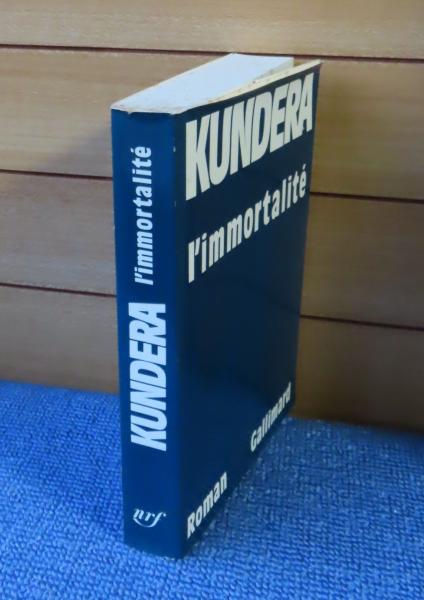 KUNDERA
l'immortalité
Roman
Gallimard
l'immortalité
KUNDERA
nrf